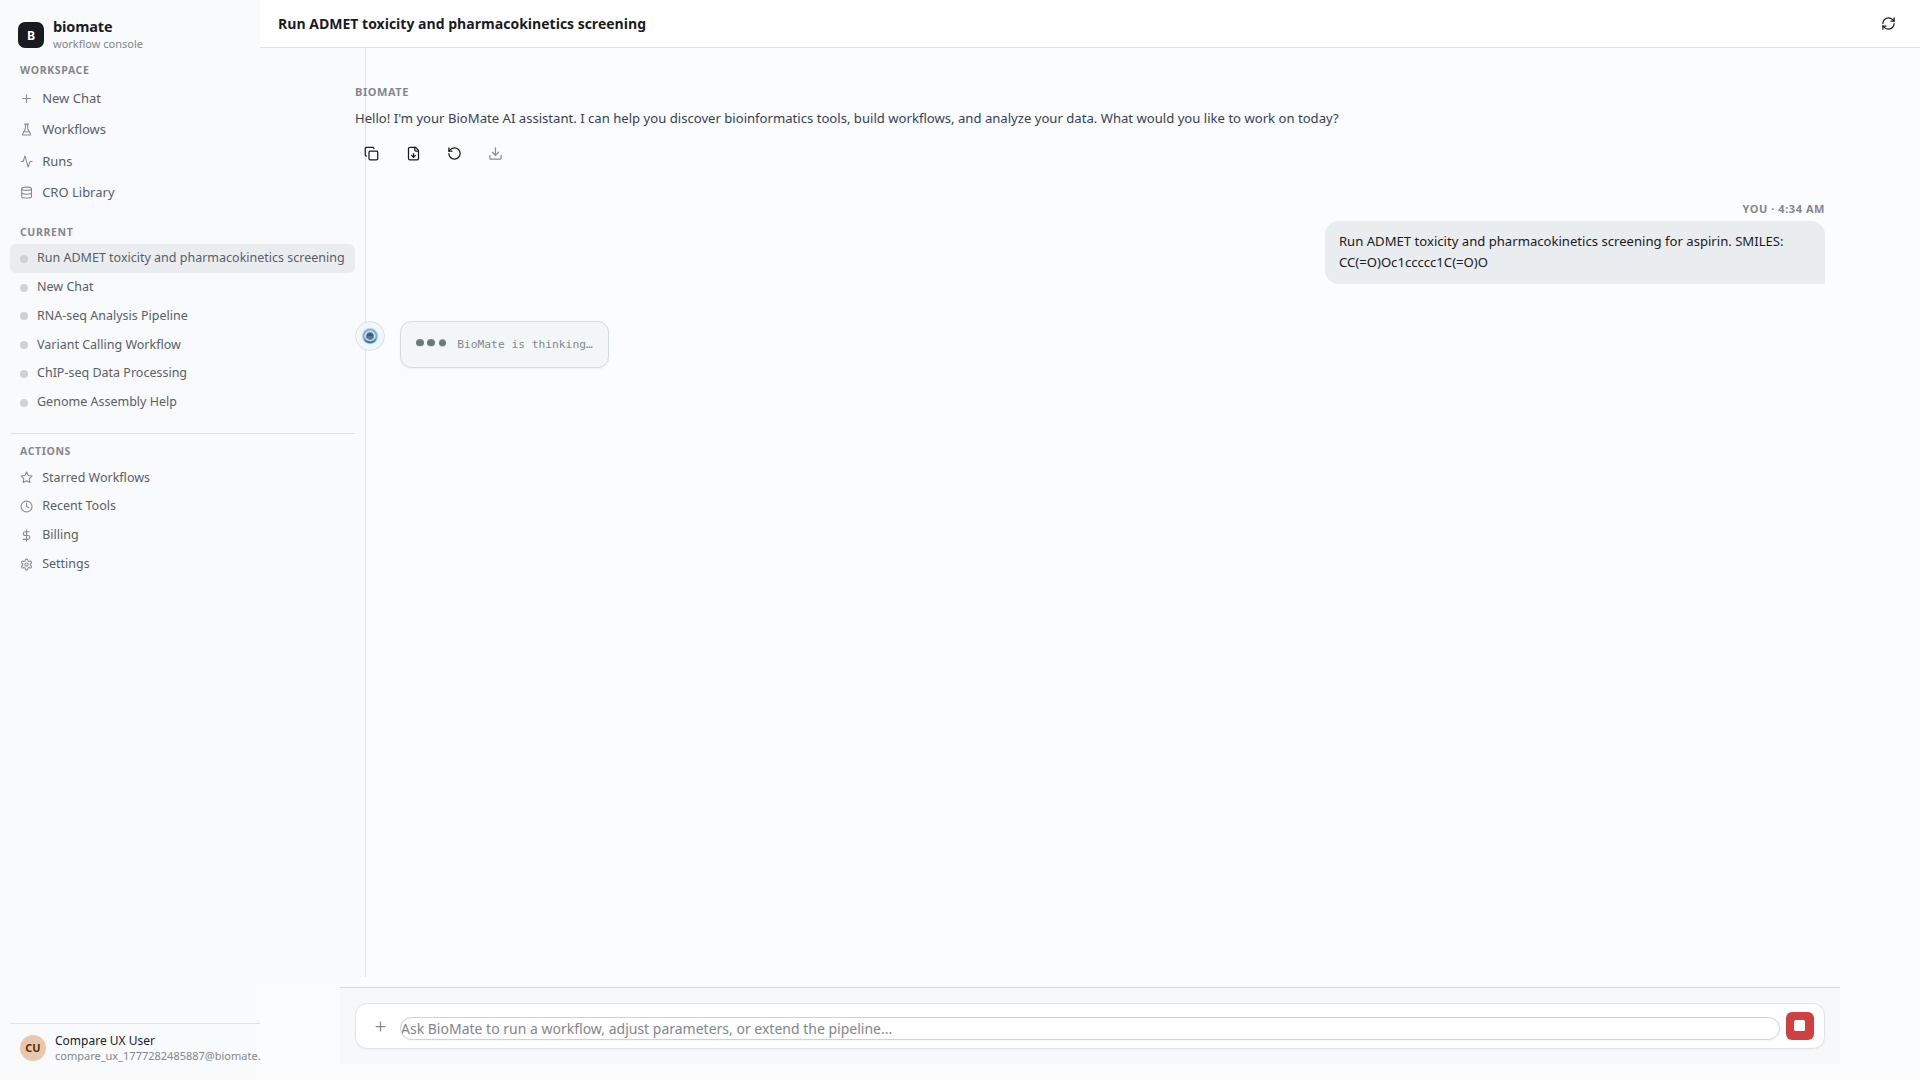 B
biomate
workflow console
WORKSPACE
New Chat
Workflows
Runs
CRO Library
CURRENT
Run ADMET toxicity and pharmacokinetics screening
New Chat
RNA-seq Analysis Pipeline
Variant Calling Workflow
ChIP-seq Data Processing
Genome Assembly Help
ACTIONS
Starred Workflows
Recent Tools
Billing
Settings
CU
Compare UX User
compare_ux_1777282485887@biomate.
Run ADMET toxicity and pharmacokinetics screening
BIOMATE
Hello! I'm your BioMate AI assistant. I can help you discover bioinformatics tools, build workflows, and analyze your data. What would you like to work on today?
YOU · 4:34 AM
Run ADMET toxicity and pharmacokinetics screening for aspirin. SMILES:
CC(=O)Oc1ccccc1C(=O)O
BioMate is thinking…
Ask BioMate to run a workflow, adjust parameters, or extend the pipeline...